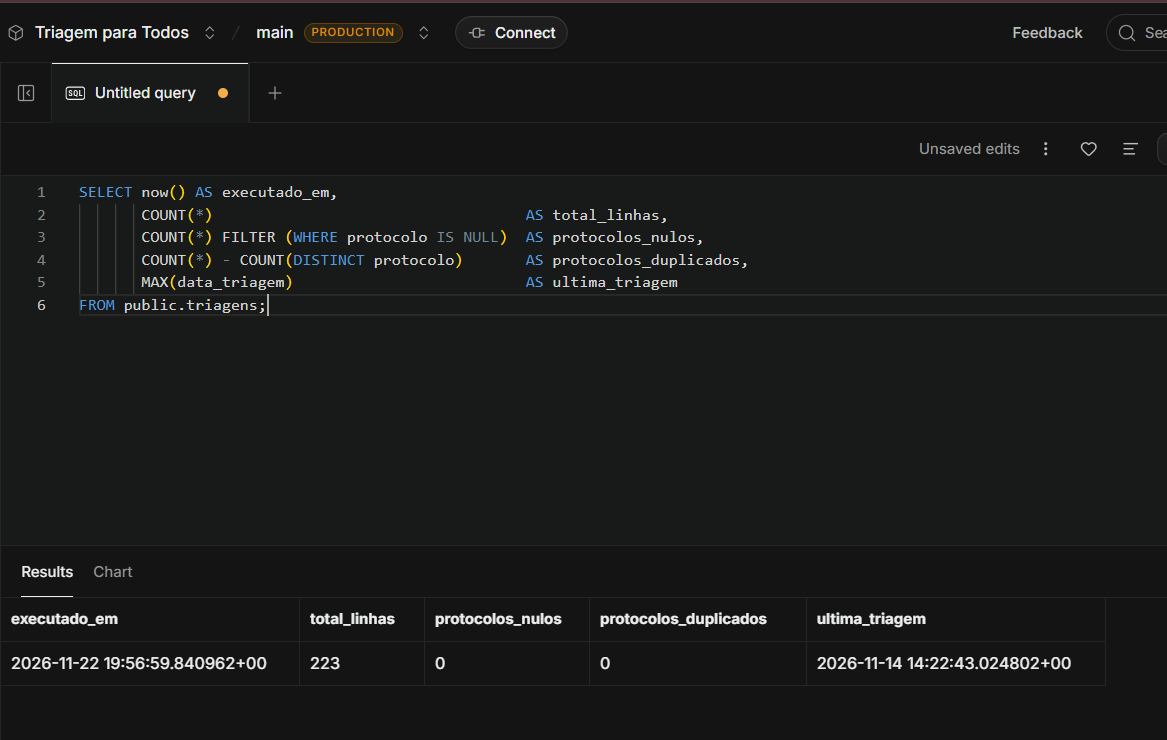 Triagem para Todos / main PRODUCTION Connect Feedback
SQL Untitled query +
Unsaved edits
1 SELECT now() AS executado_em,
2 COUNT(*) AS total_linhas,
3 COUNT(*) FILTER (WHERE protocolo IS NULL) AS protocolos_nulos,
4 COUNT(*) - COUNT(DISTINCT protocolo) AS protocolos_duplicados,
5 MAX(data_triagem) AS ultima_triagem
6 FROM public.triagens;
Results Chart
executado_em total_linhas protocolos_nulos protocolos_duplicados ultima_triagem
2026-11-22 19:56:59.840962+00 223 0 0 2026-11-14 14:22:43.024802+00